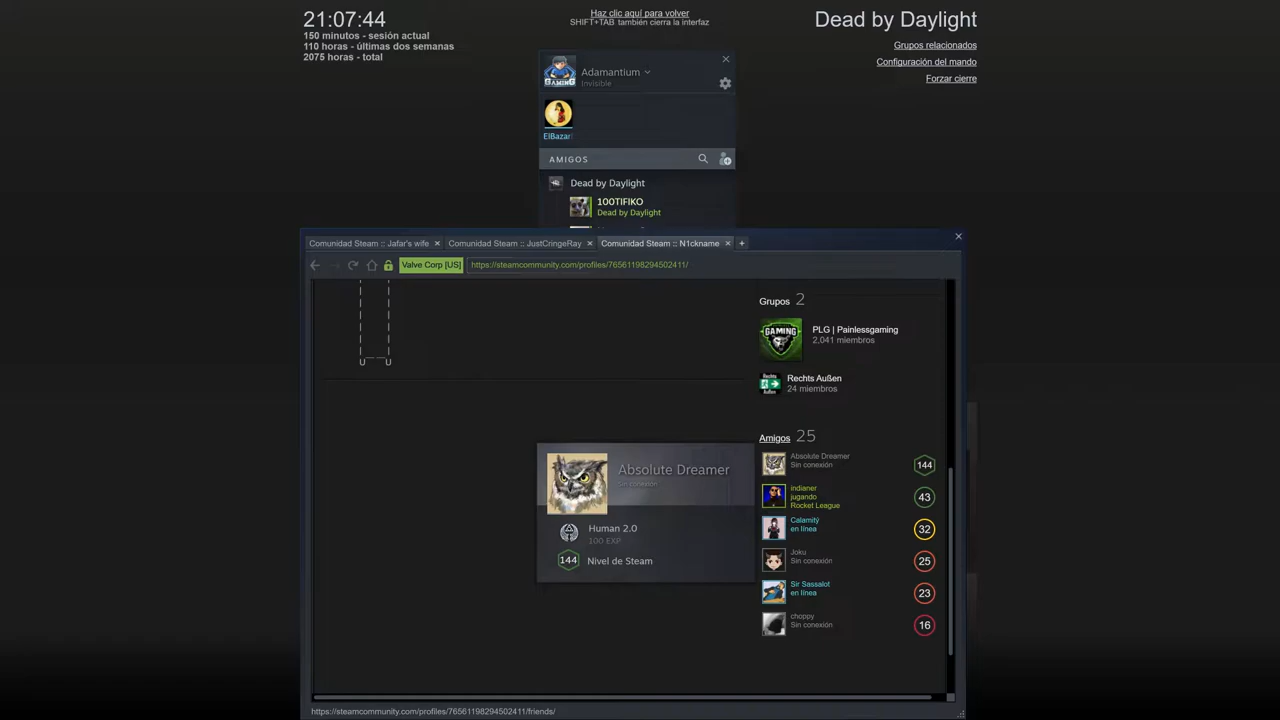 21:07:44
150 minutos - sesión actual
110 horas - últimas dos semanas
2075 horas - total
Haz clic aquí para volver
SHIFT+TAB también cierra la interfaz
Dead by Daylight
Grupos relacionados
Configuración del mando
Forzar cierre
GAMING
Adamantium
Invisible
ElBazar
AMIGOS
Dead by Daylight
100TIFIKO
Dead by Daylight
Comunidad Steam :: Jafar's wife
Comunidad Steam :: JustCringeRay
Comunidad Steam :: N1ckname
Valve Corp [US]
https://steamcommunity.com/profiles/76561198294502411/
Grupos 2
GAMING
PLG | Painlessgaming
2,041 miembros
Rechts Außen
Rechts Außen
24 miembros
Amigos 25
Absolute Dreamer
Sin conexión
144
indianer
jugando
Rocket League
43
Calamitý
en línea
32
Joku
Sin conexión
25
Sir Sassalot
en línea
23
choppy
Sin conexión
16
Absolute Dreamer
Sin conexión
Human 2.0
100 EXP
144 Nivel de Steam
https://steamcommunity.com/profiles/76561198294502411/friends/